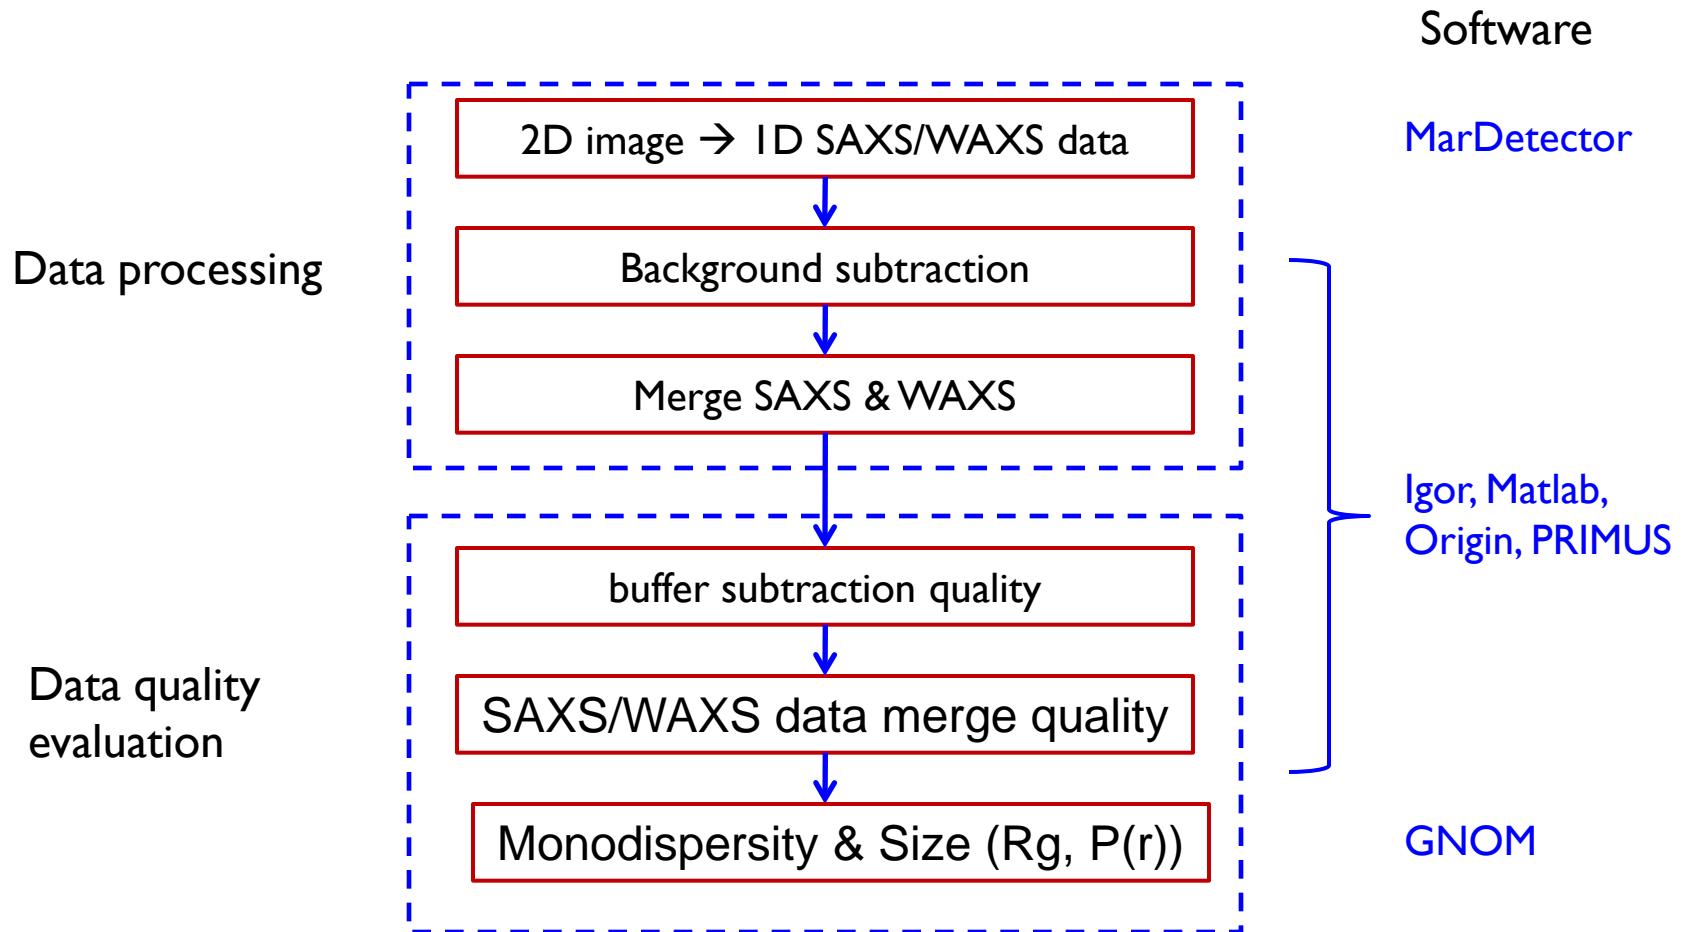 Software
2D image → 1D SAXS/WAXS data
MarDetector
Data processing
Background subtraction
Merge SAXS & WAXS
Igor, Matlab,
Origin, PRIMUS
buffer subtraction quality
Data quality
evaluation
SAXS/WAXS data merge quality
Monodispersity & Size (Rg, P(r))
GNOM